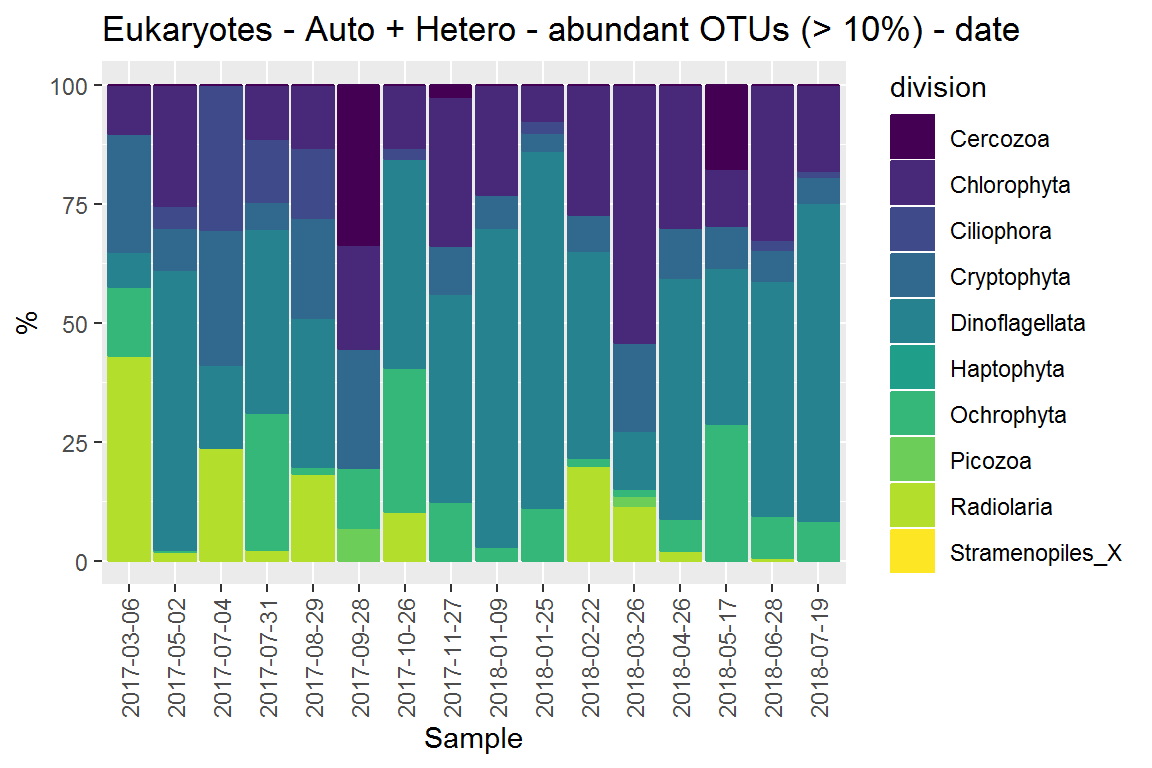 Eukaryotes - Auto + Hetero - abundant OTUs (> 10%) - date
%
100
75
50
25
0
2017-03-06
2017-05-02
2017-07-04
2017-07-31
2017-08-29
2017-09-28
2017-10-26
2017-11-27
2018-01-09
2018-01-25
2018-02-22
2018-03-26
2018-04-26
2018-05-17
2018-06-28
2018-07-19
Sample
division
Cercozoa
Chlorophyta
Ciliophora
Cryptophyta
Dinoflagellata
Haptophyta
Ochrophyta
Picozoa
Radiolaria
Stramenopiles_X